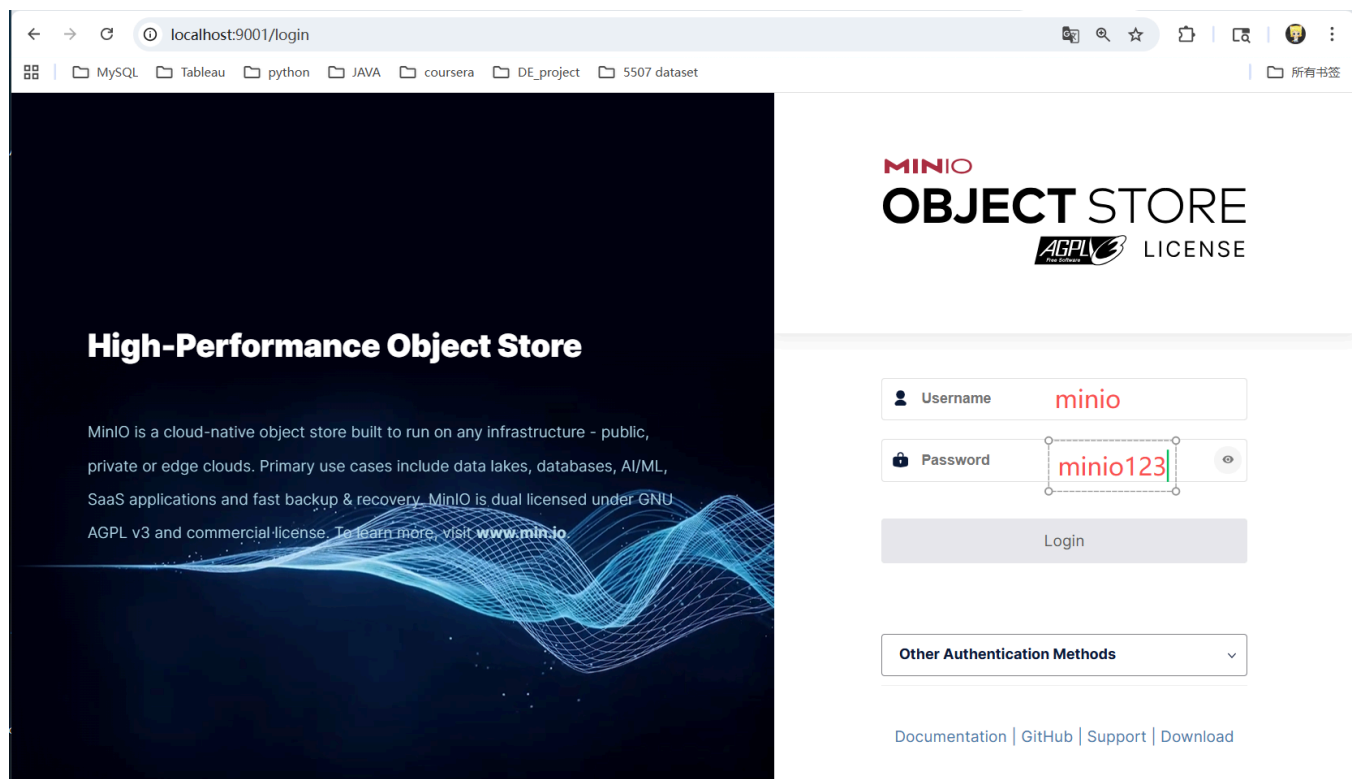 localhost:9001/login
MySQL Tableau python JAVA coursera DE_project 5507 dataset 所有书签
MINIO
OBJECT STORE
AGPL v3 LICENSE
Free Software
High-Performance Object Store
MinIO is a cloud-native object store built to run on any infrastructure - public,
private or edge clouds. Primary use cases include data lakes, databases, AI/ML,
SaaS applications and fast backup & recovery. MinIO is dual licensed under GNU
AGPL v3 and commercial license. To learn more, visit www.min.io.
Username minio
Password minio123
Login
Other Authentication Methods
Documentation | GitHub | Support | Download